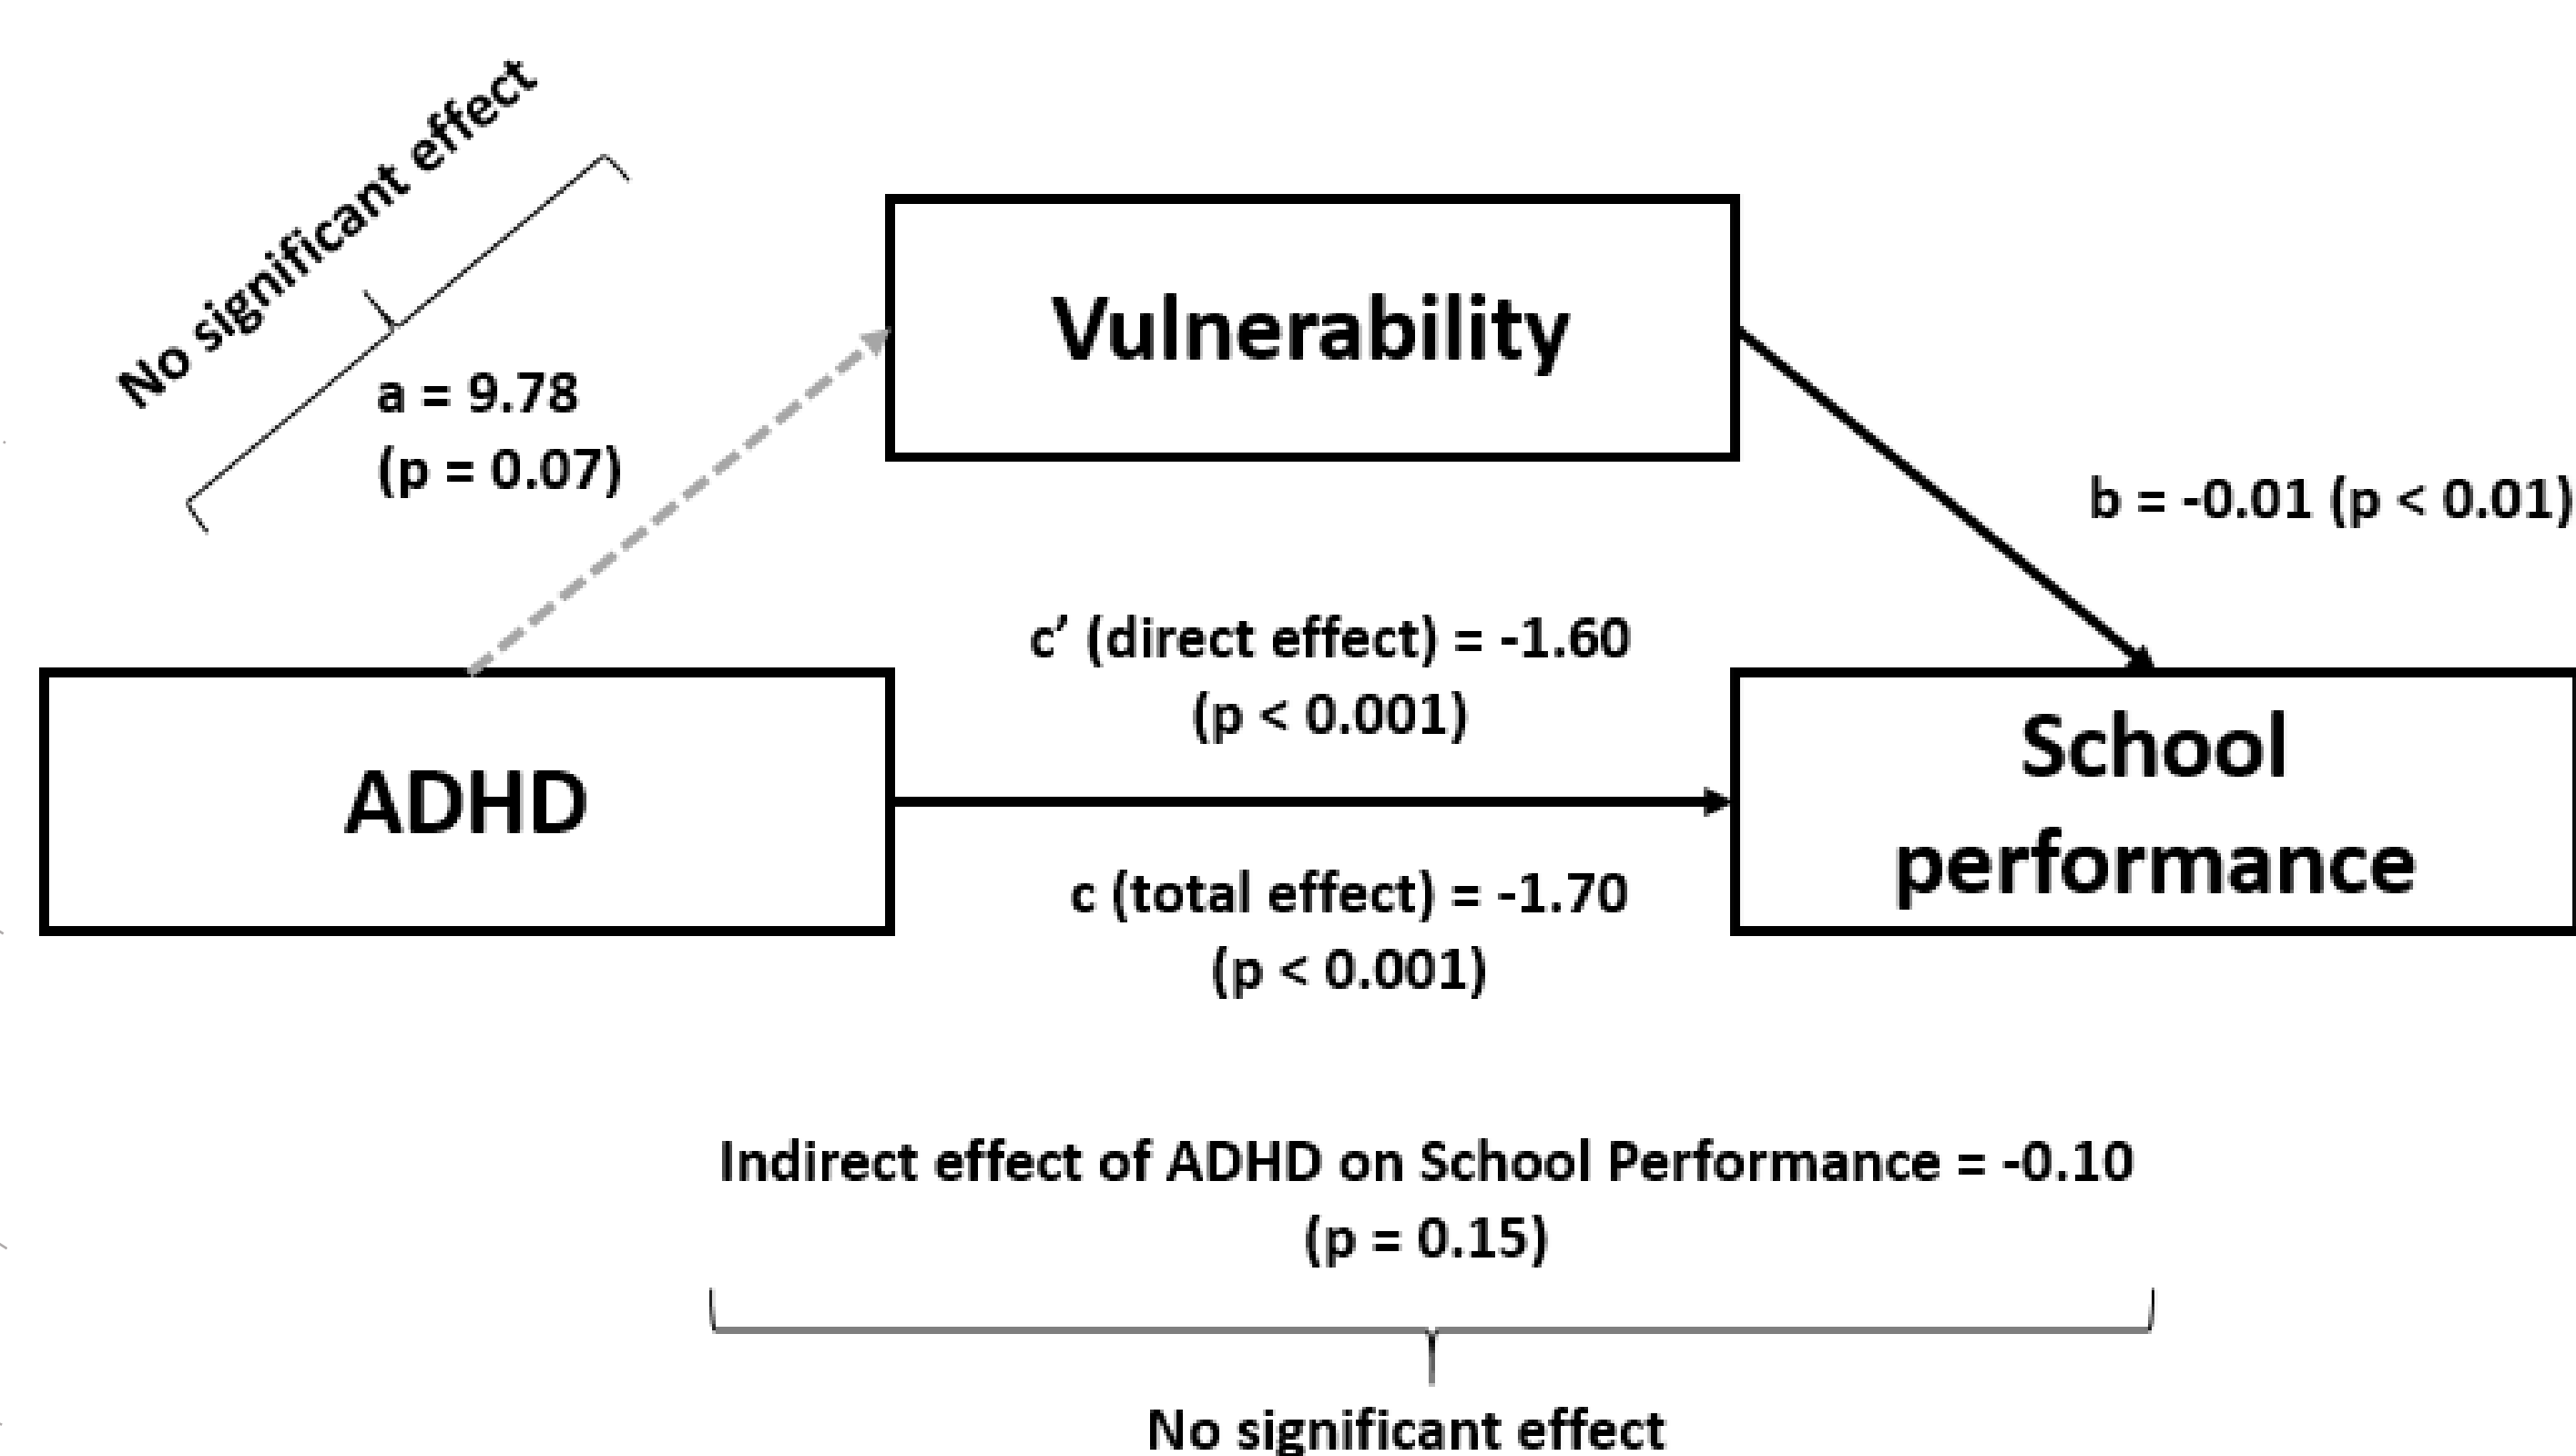 No significant effect
a = 9.78
(p = 0.07)
Vulnerability
b = -0.01 (p < 0.01)
c’ (direct effect) = -1.60
(p < 0.001)
ADHD
School
performance
c (total effect) = -1.70
(p < 0.001)
Indirect effect of ADHD on School Performance = -0.10
(p = 0.15)
No significant effect